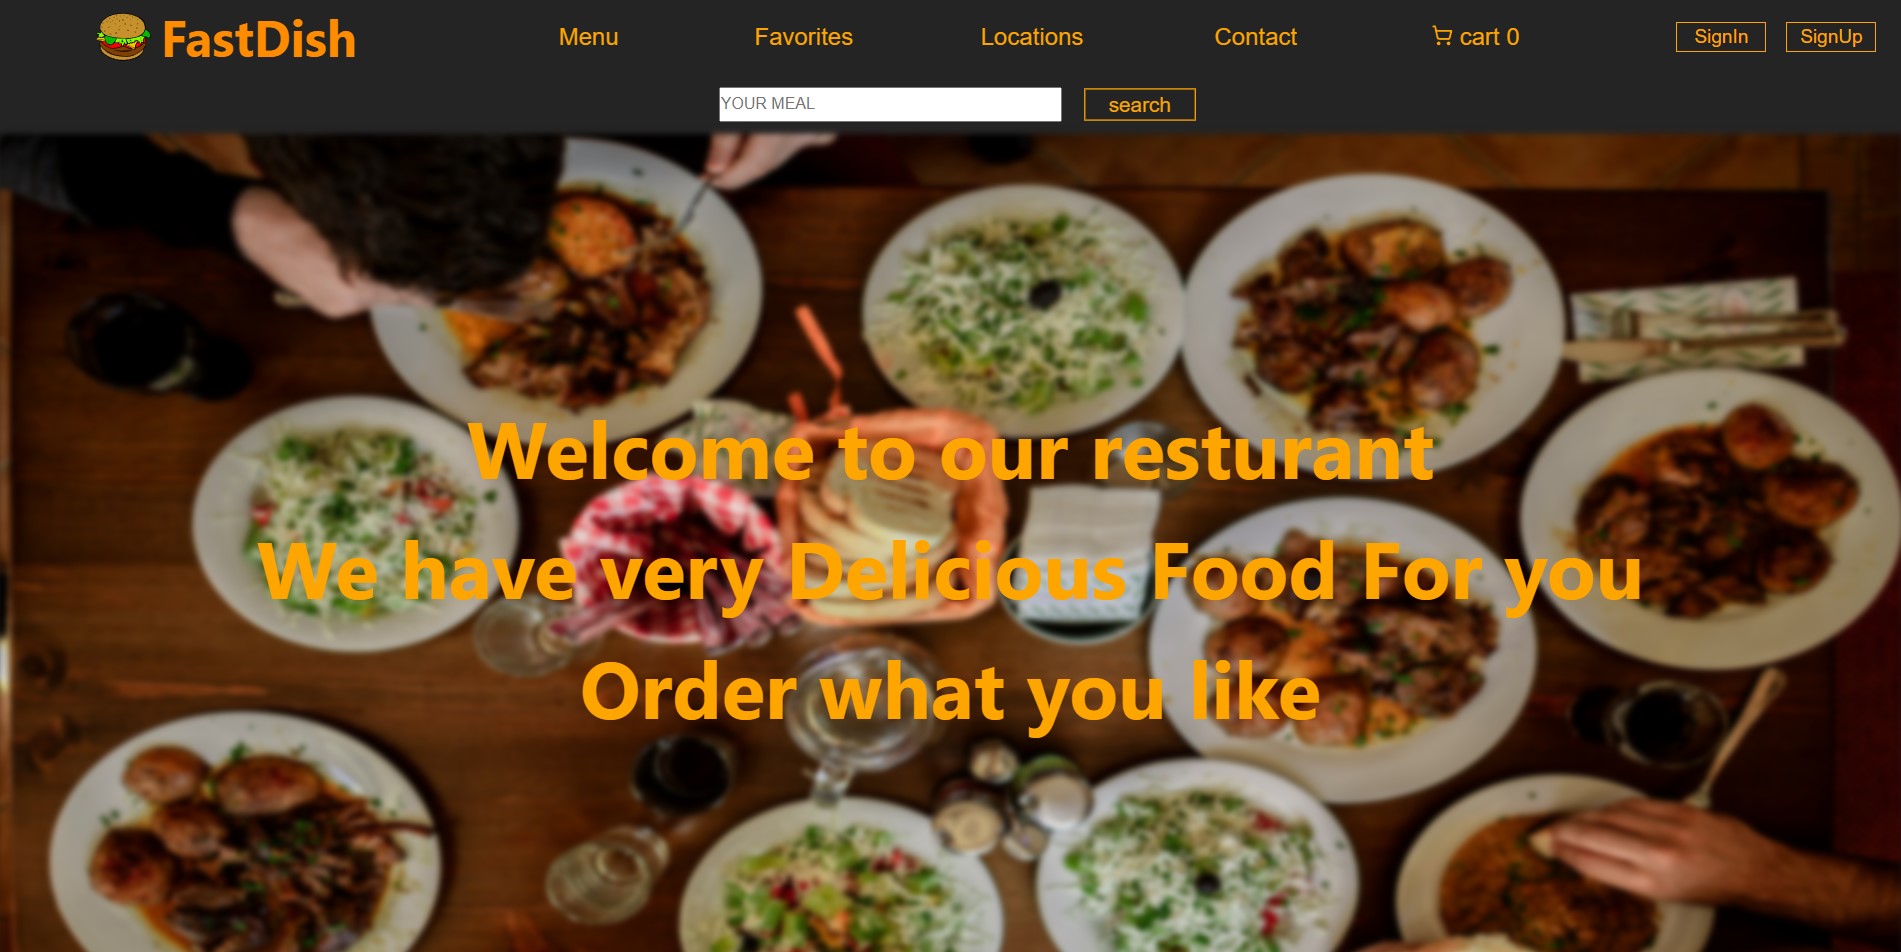 FastDish
Menu
Favorites
Locations
Contact
cart 0
SignIn
SignUp
YOUR MEAL
search
Welcome to our resturant
We have very Delicious Food For you
Order what you like